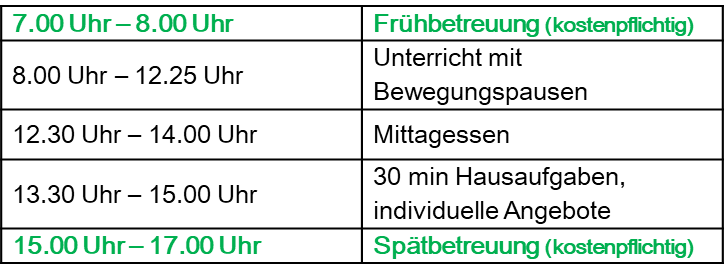 7.00 Uhr – 8.00 Uhr Frühbetreuung (kostenpflichtig)
8.00 Uhr – 12.25 Uhr Unterricht mit
Bewegungspausen
12.30 Uhr – 14.00 Uhr Mittagessen
13.30 Uhr – 15.00 Uhr 30 min Hausaufgaben,
individuelle Angebote
15.00 Uhr – 17.00 Uhr Spätbetreuung (kostenpflichtig)